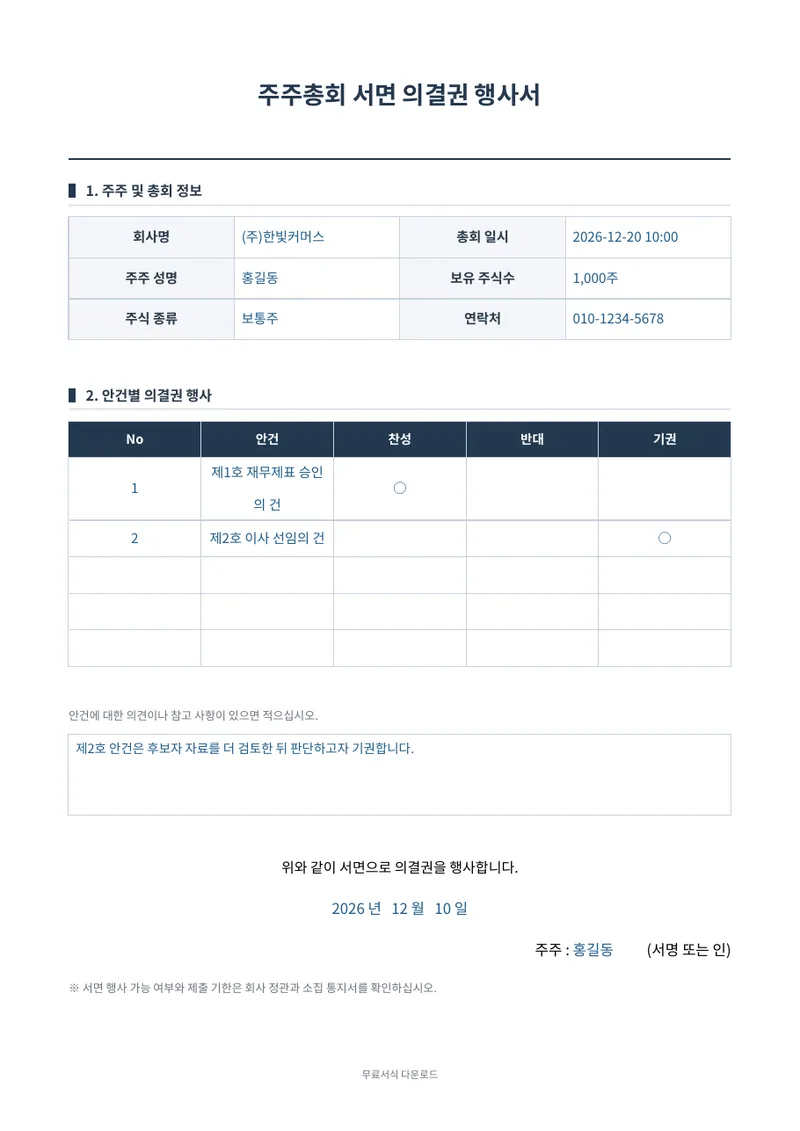 주주총회 서면 의결권 행사서
1. 주주 및 총회 정보
회사명 (주)한빛커머스 총회 일시 2026-12-20 10:00
주주 성명 홍길동 보유 주식수 1,000주
주식 종류 보통주 연락처 010-1234-5678
2. 안건별 의결권 행사
No 안건 찬성 반대 기권
1 제1호 재무제표 승인 ○
의 건
2 제2호 이사 선임의 건 ○
안건에 대한 의견이나 참고 사항이 있으면 적으십시오.
제2호 안건은 후보자 자료를 더 검토한 뒤 판단하고자 기권합니다.
위와 같이 서면으로 의결권을 행사합니다.
2026 년 12 월 10 일
주주 : 홍길동 (서명 또는 인)
※ 서면 행사 가능 여부와 제출 기한은 회사 정관과 소집 통지서를 확인하십시오.
무료서식 다운로드